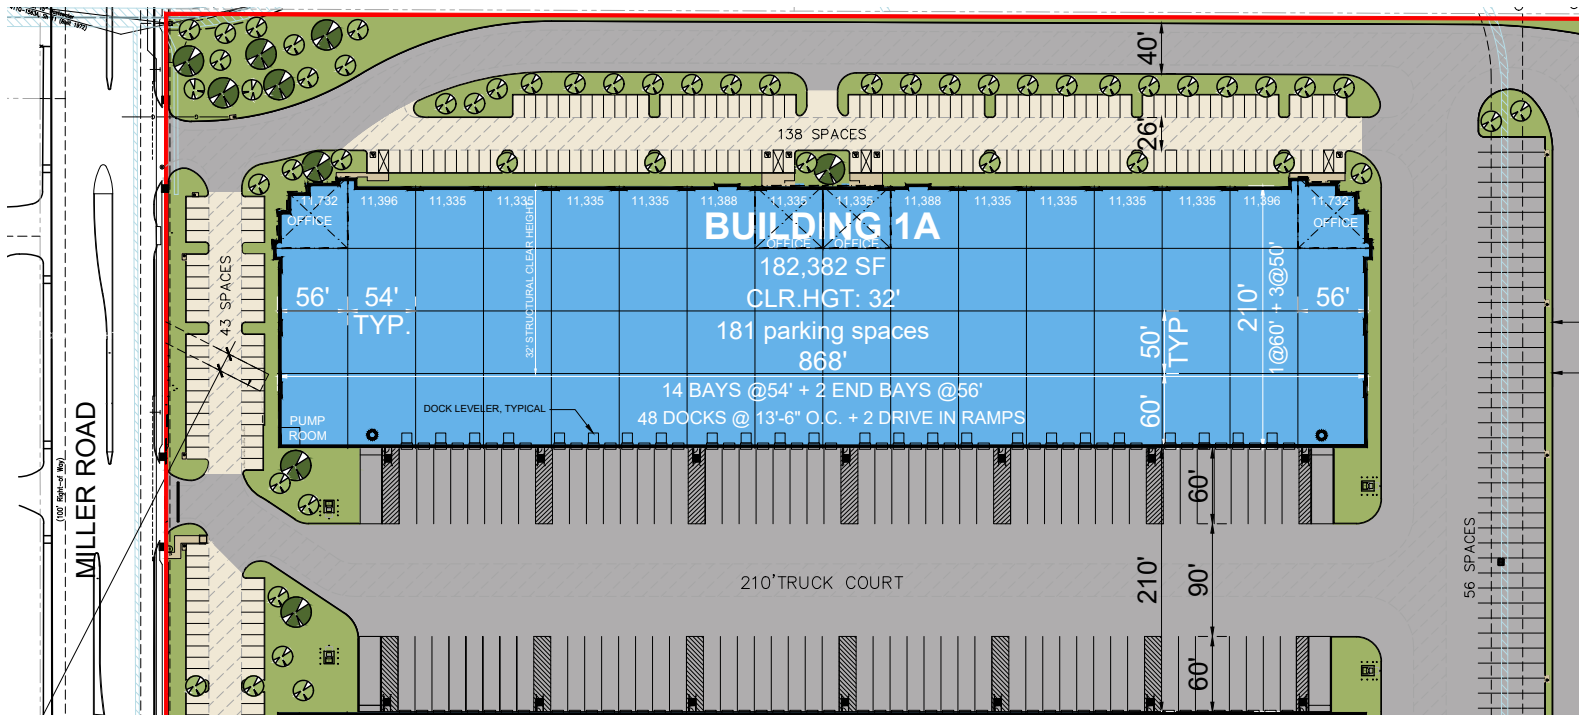 40'
138 SPACES
26'
11,732
11,396
11,335
11,335
11,335
11,335
11,388
11,335
11,335
11,388
11,335
11,335
11,335
11,335
11,396
11,732
OFFICE
OFFICE
OFFICE
OFFICE
BUILDING 1A
182,382 SF
CLR.HGT: 32'
181 parking spaces
868'
14 BAYS @54' + 2 END BAYS @56'
48 DOCKS @ 13'-6" O.C. + 2 DRIVE IN RAMPS
32' STRUCTURAL CLEAR HEIGHT
56'
54'
TYP.
50'
TYP
60'
210'
1@60' + 3@50'
56'
43 SPACES
DOCK LEVELER, TYPICAL
PUMP
ROOM
MILLER ROAD
(100' Right-of Way)
60'
210'
90'
60'
210'TRUCK COURT
56 SPACES